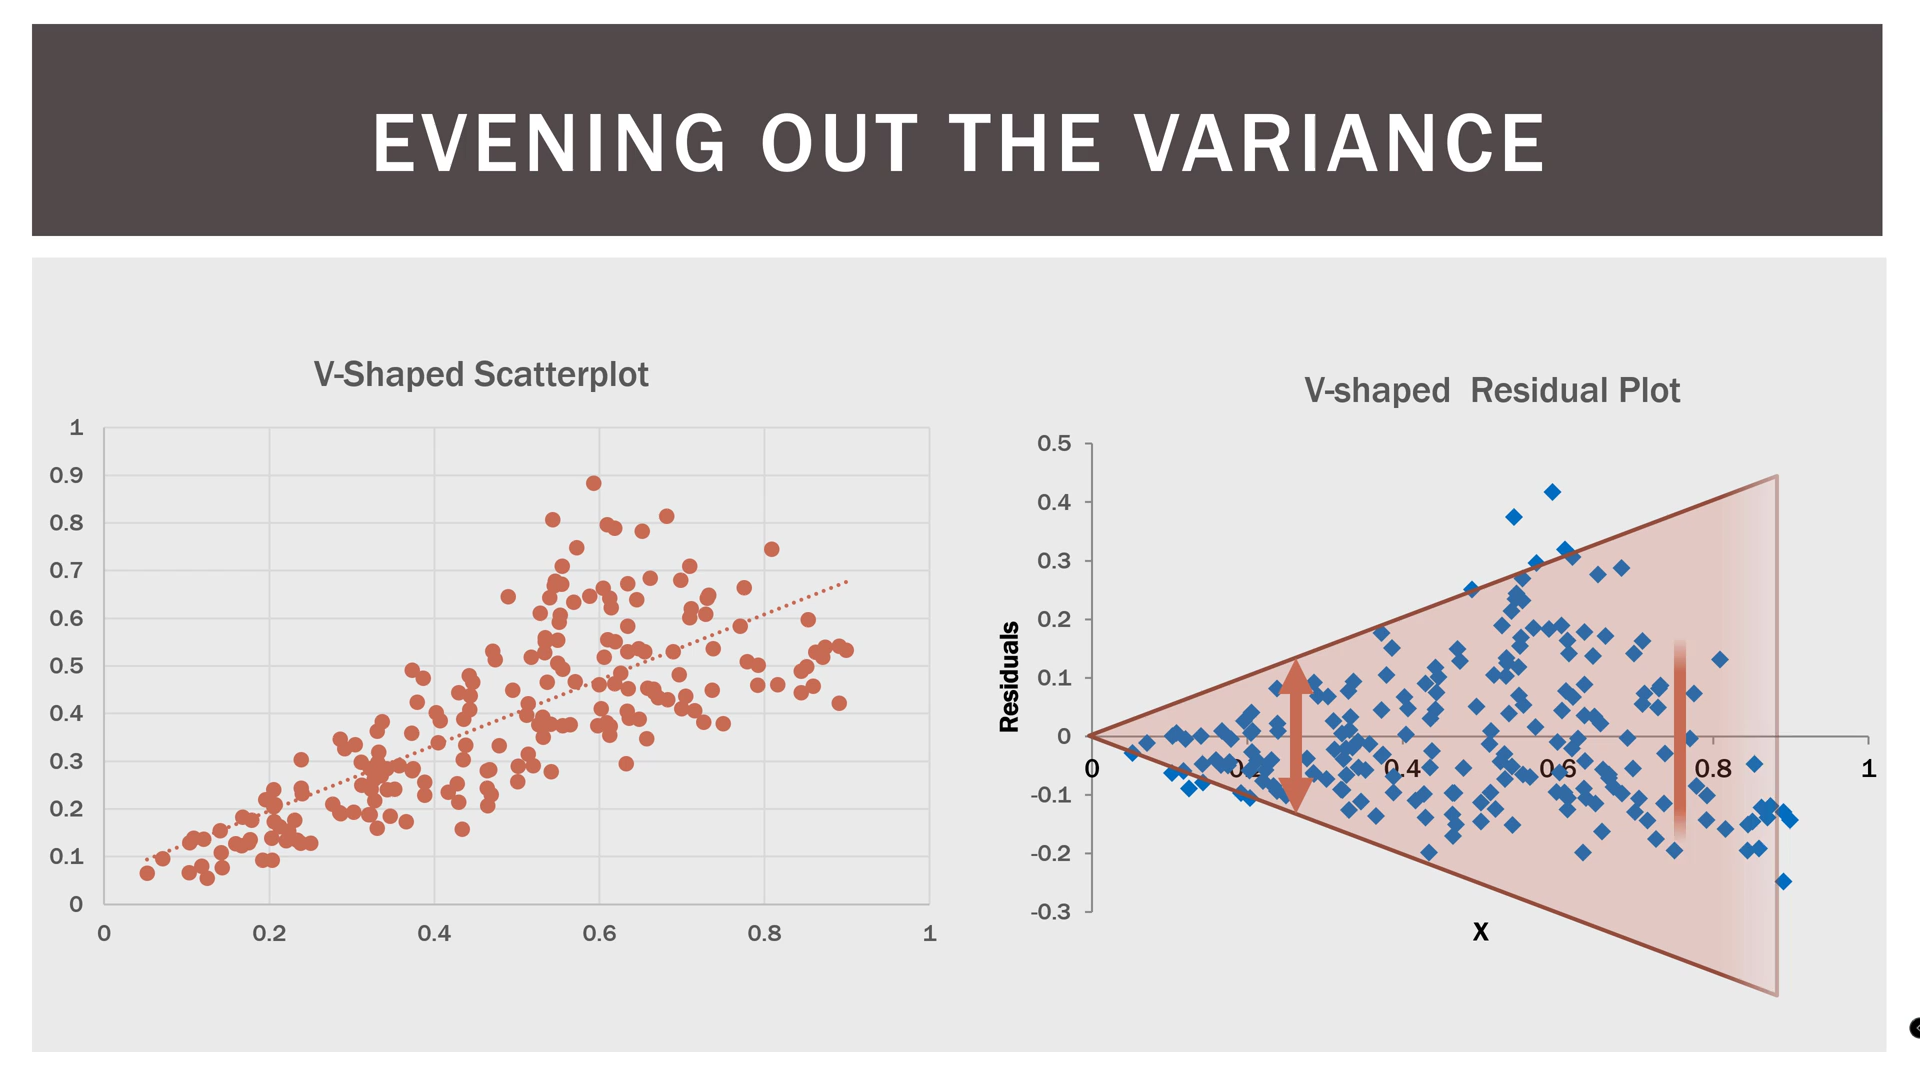 EVENING OUT THE VARIANCE
V-Shaped Scatterplot
1
0.9
0.8
0.7
0.6
0.5
0.4
0.3
0.2
0.1
0
0 0.2 0.4 0.6 0.8 1
V-shaped Residual Plot
0.5
0.4
0.3
0.2
0.1
0
-0.1
-0.2
-0.3
Residuals
0 0.2 0.4 0.6 0.8 1
X